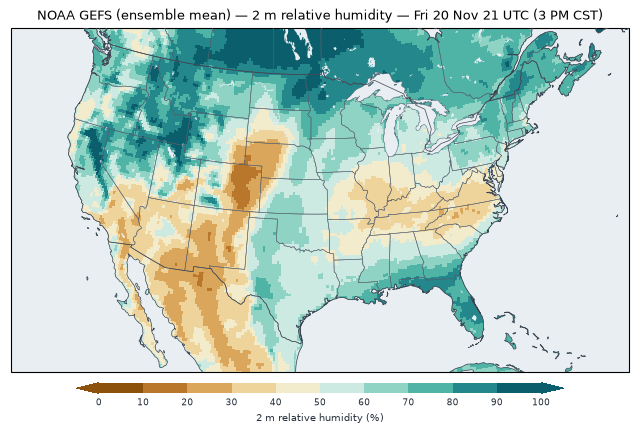 NOAA GEFS (ensemble mean) — 2 m relative humidity — Fri 20 Nov 21 UTC (3 PM CST)
0 10 20 30 40 50 60 70 80 90 100
2 m relative humidity (%)